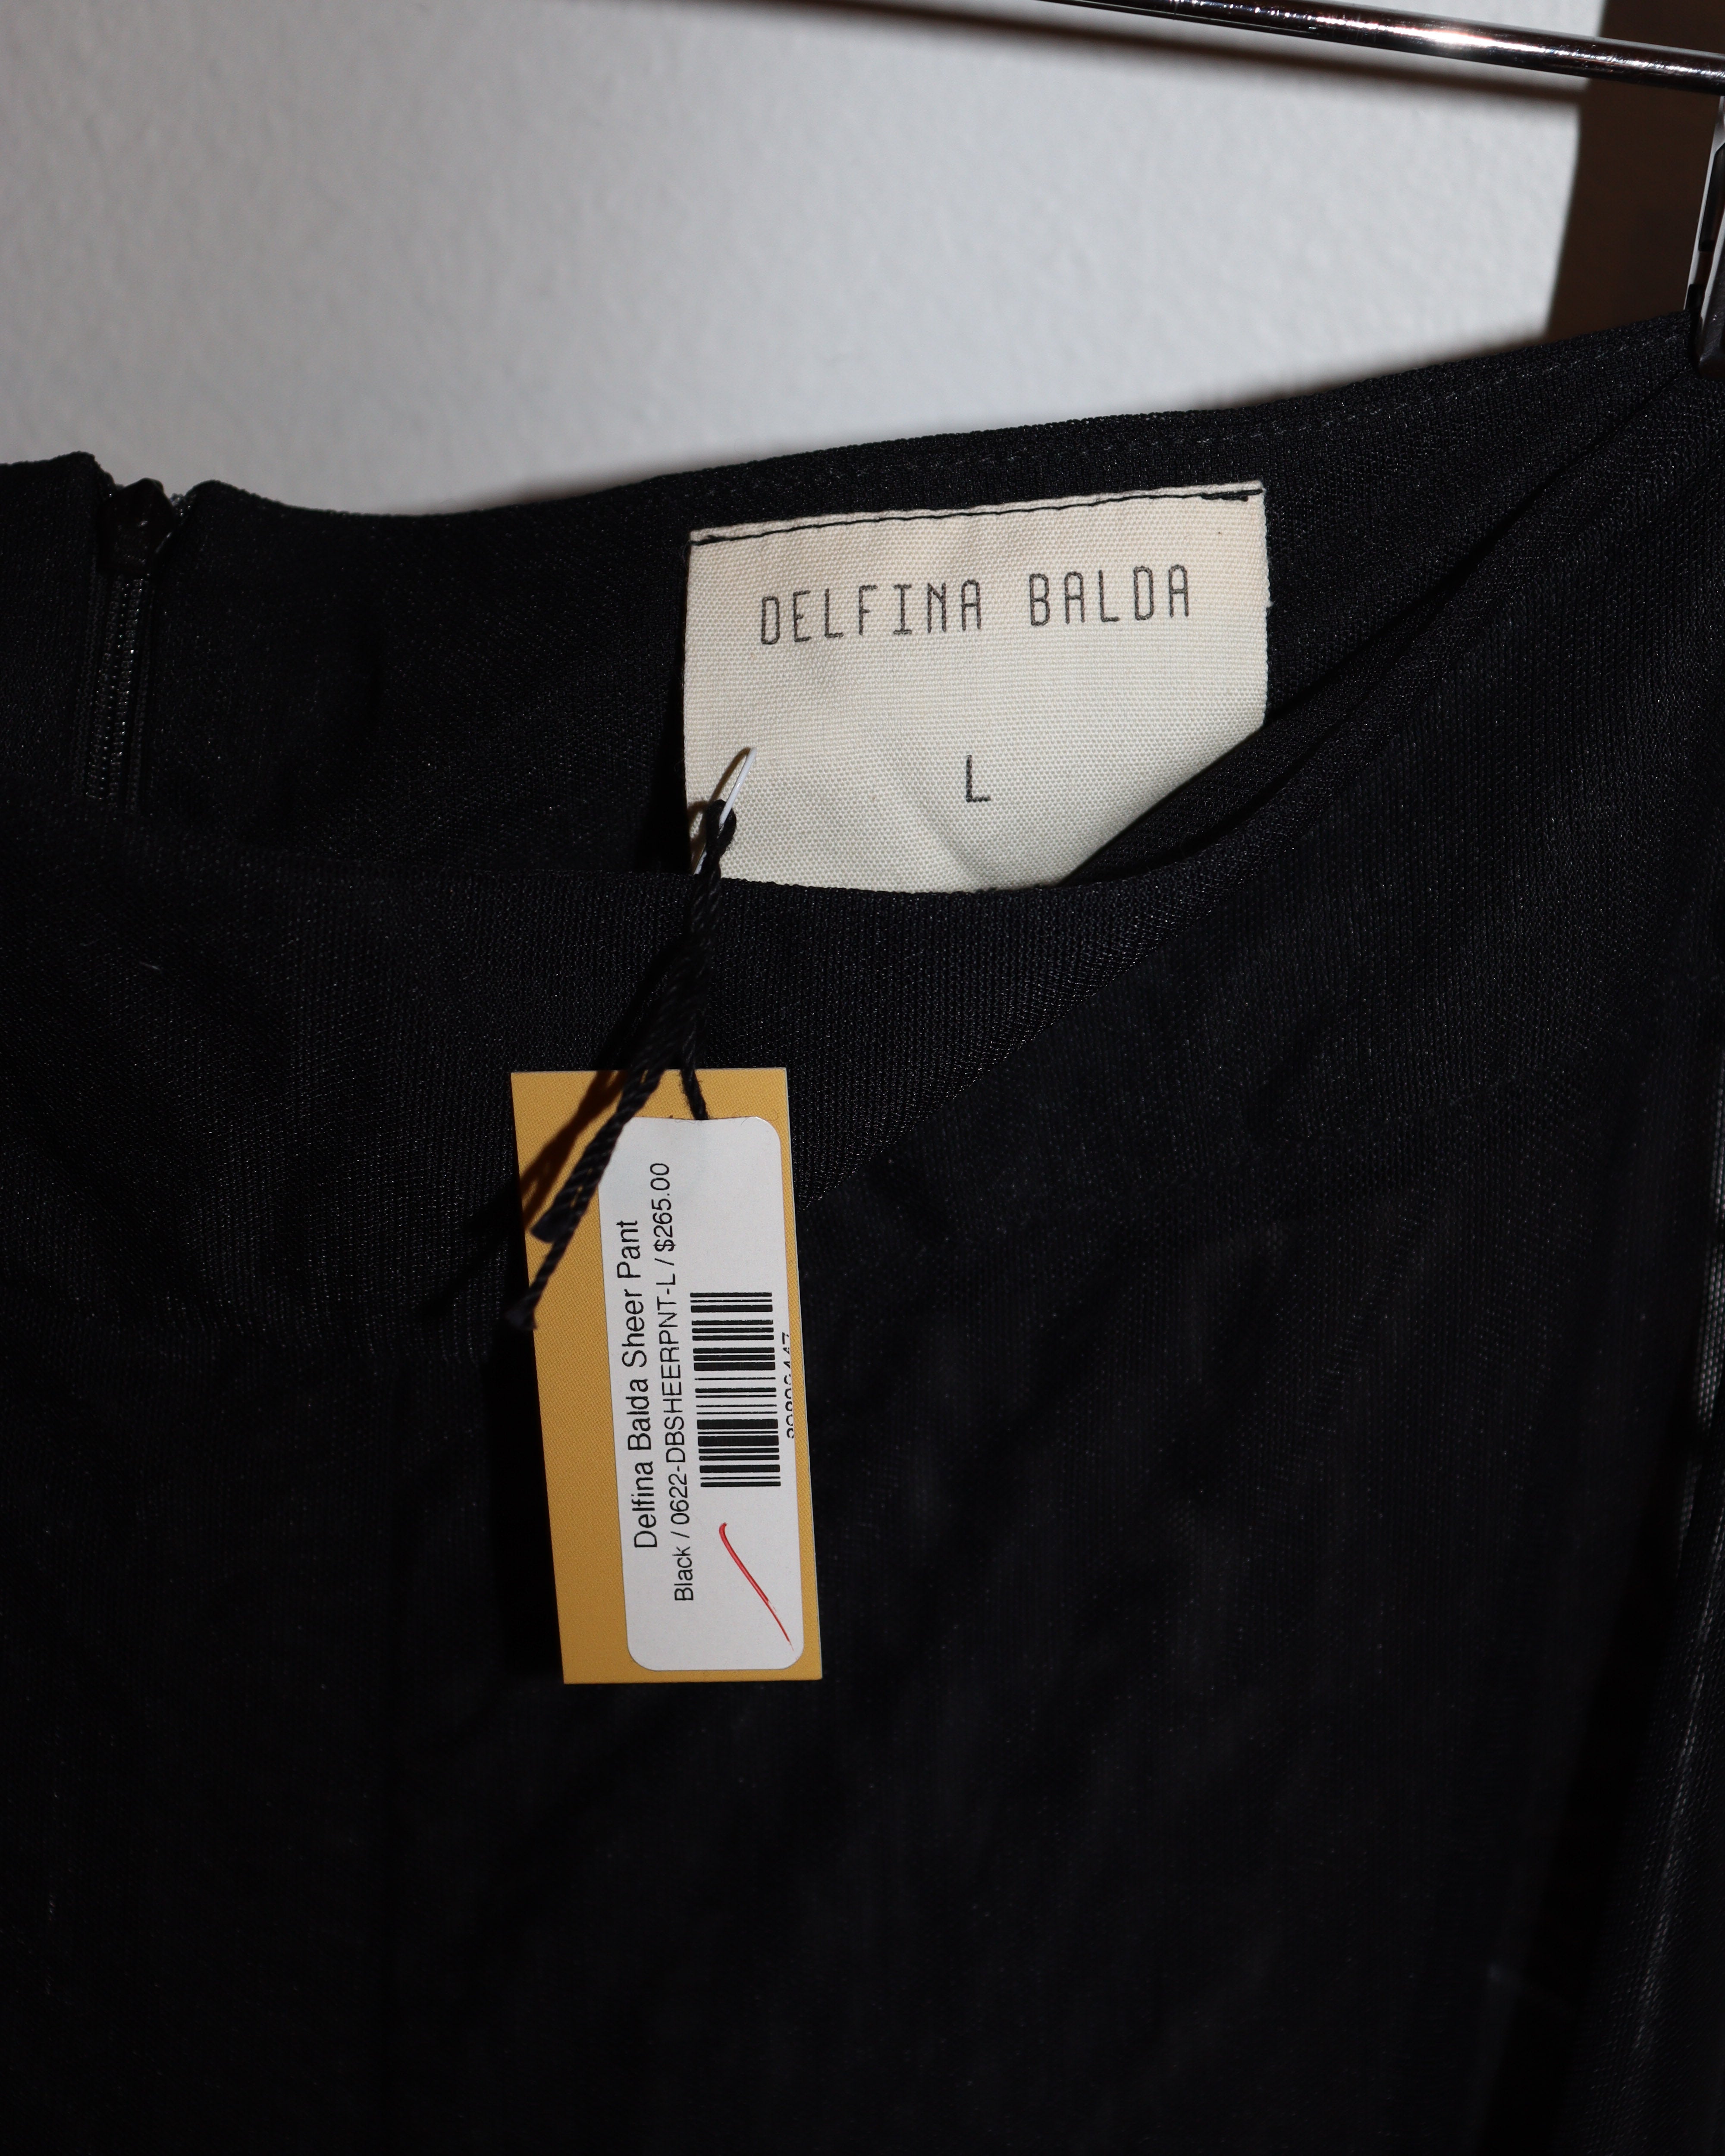 DELFINA BALDA
L
Delfina Balda Sheer Pant
Black / 0622-DBSHEERPNT-L / $265.00